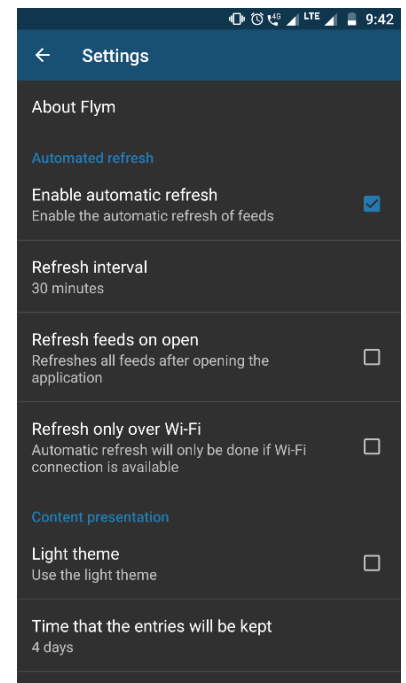 4G LTE 9:42
Settings
About Flym
Automated refresh
Enable automatic refresh
Enable the automatic refresh of feeds
Refresh interval
30 minutes
Refresh feeds on open
Refreshes all feeds after opening the
application
Refresh only over Wi-Fi
Automatic refresh will only be done if Wi-Fi
connection is available
Content presentation
Light theme
Use the light theme
Time that the entries will be kept
4 days